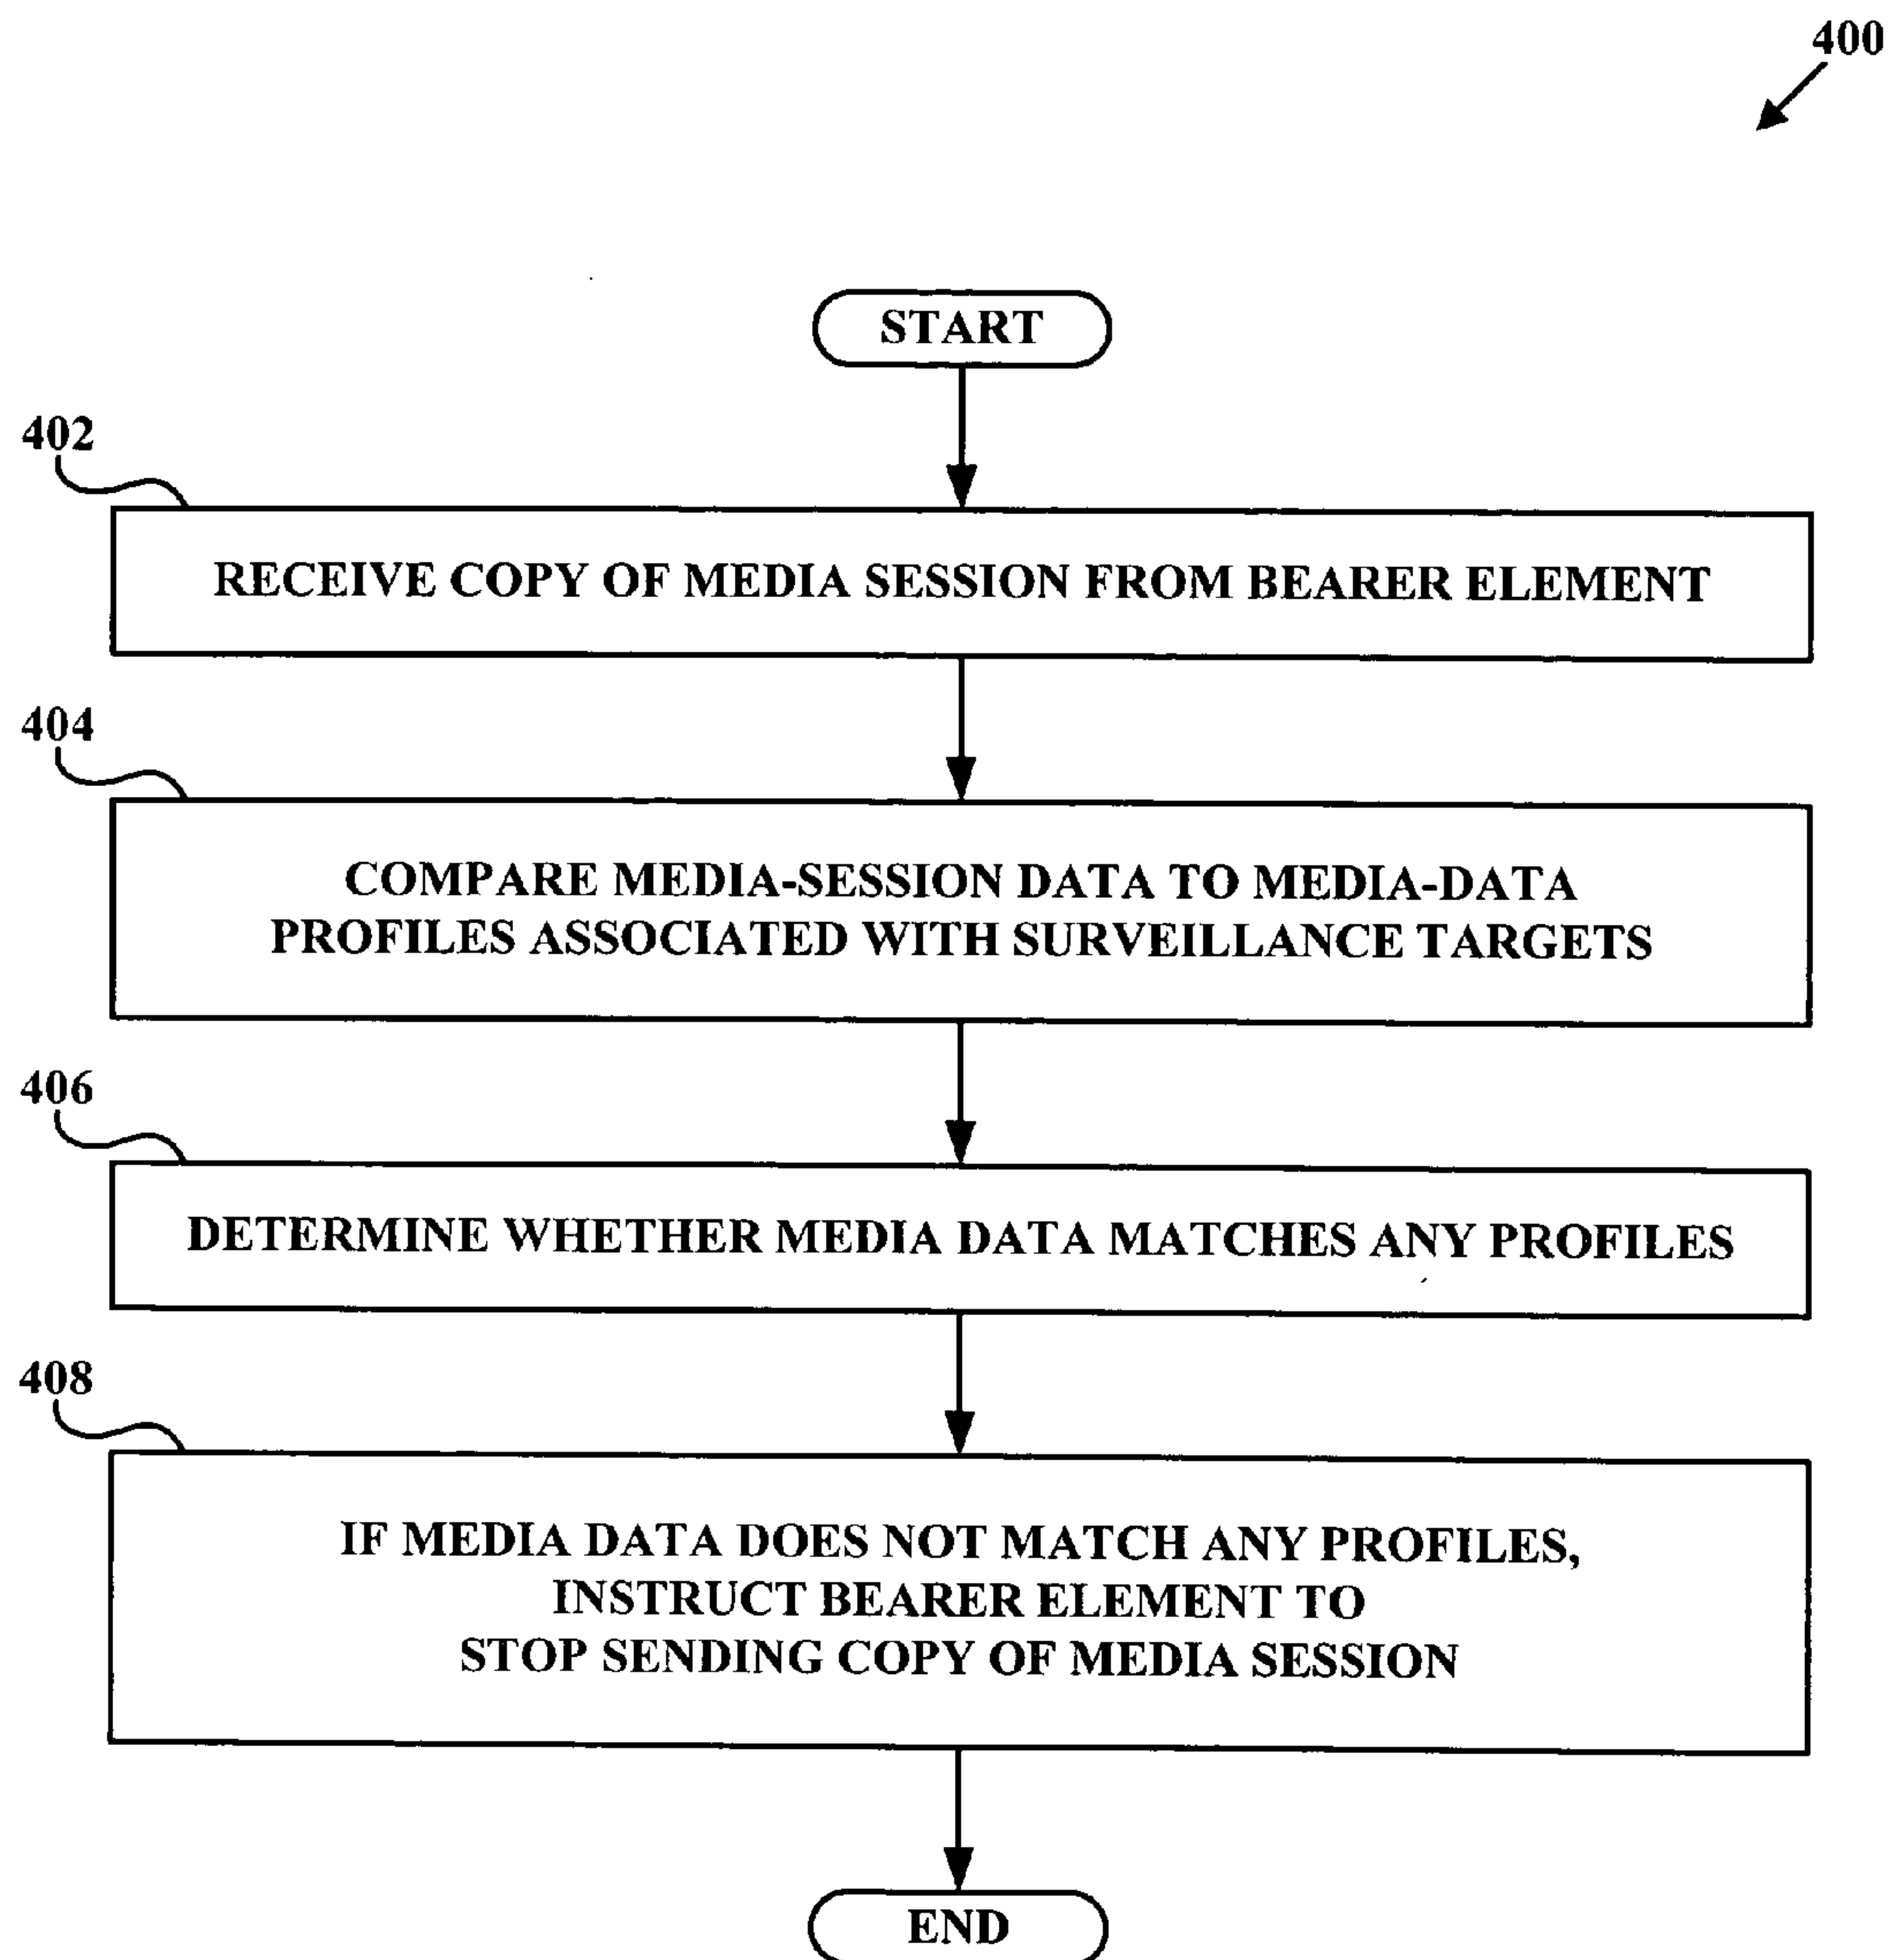 400
START
402
RECEIVE COPY OF MEDIA SESSION FROM BEARER ELEMENT
404
COMPARE MEDIA-SESSION DATA TO MEDIA-DATA
PROFILES ASSOCIATED WITH SURVEILLANCE TARGETS
406
DETERMINE WHETHER MEDIA DATA MATCHES ANY PROFILES
408
IF MEDIA DATA DOES NOT MATCH ANY PROFILES,
INSTRUCT BEARER ELEMENT TO
STOP SENDING COPY OF MEDIA SESSION
END